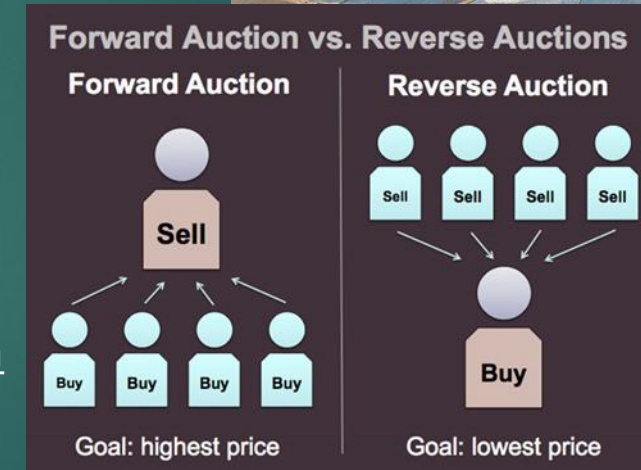 Forward Auction vs. Reverse Auctions
Forward Auction
Sell
Buy Buy Buy Buy
Goal: highest price
Reverse Auction
Sell Sell Sell Sell
Buy
Goal: lowest price